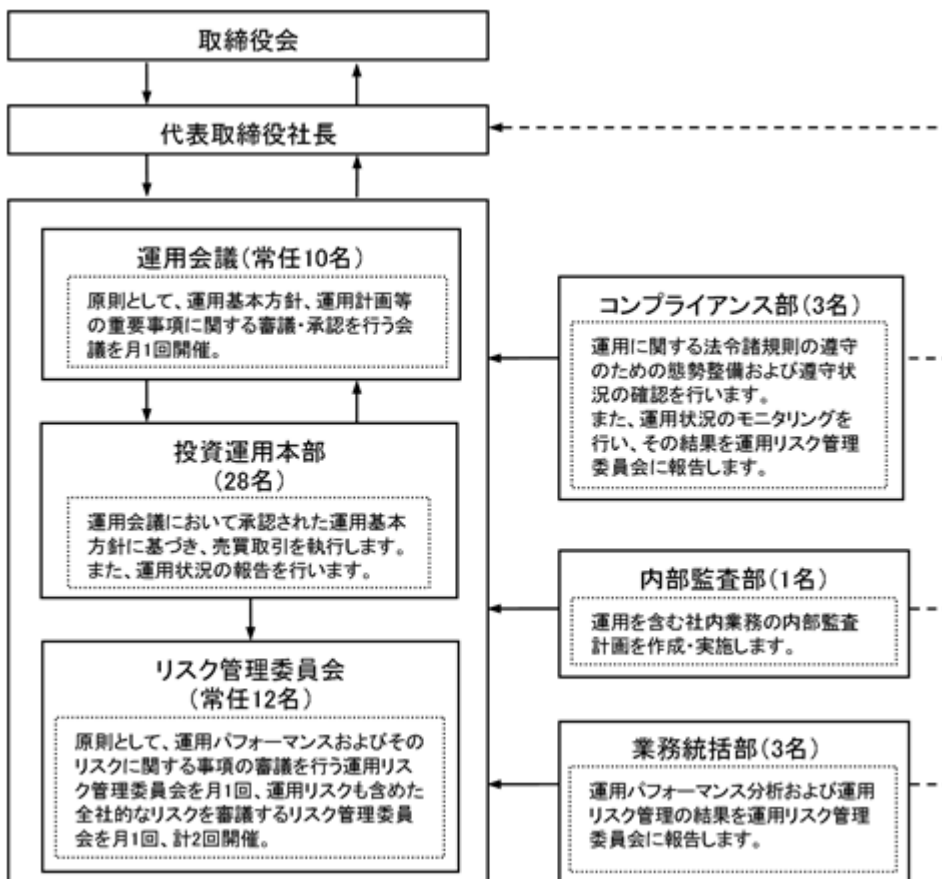 取締役会
代表取締役社長
運用会議(常任10名)
原則として、運用基本方針、運用計画等
の重要事項に関する審議・承認を行う会
議を月1回開催。
投資運用本部
(28名)
運用会議において承認された運用基本
方針に基づき、売買取引を執行します。
また、運用状況の報告を行います。
リスク管理委員会
(常任12名)
原則として、運用パフォーマンスおよびその
リスクに関する事項の審議を行う運用リス
ク管理委員会を月1回、運用リスクも含めた
全社的なリスクを審議するリスク管理委員
会を月1回、計2回開催。
コンプライアンス部(3名)
運用に関する法令諸規則の遵守
のための態勢整備および遵守状
況の確認を行います。
また、運用状況のモニタリングを
行い、その結果を運用リスク管理
委員会に報告します。
内部監査部(1名)
運用を含む社内業務の内部監査
計画を作成・実施します。
業務統括部(3名)
運用パフォーマンス分析および運用
リスク管理の結果を運用リスク管理
委員会に報告します。